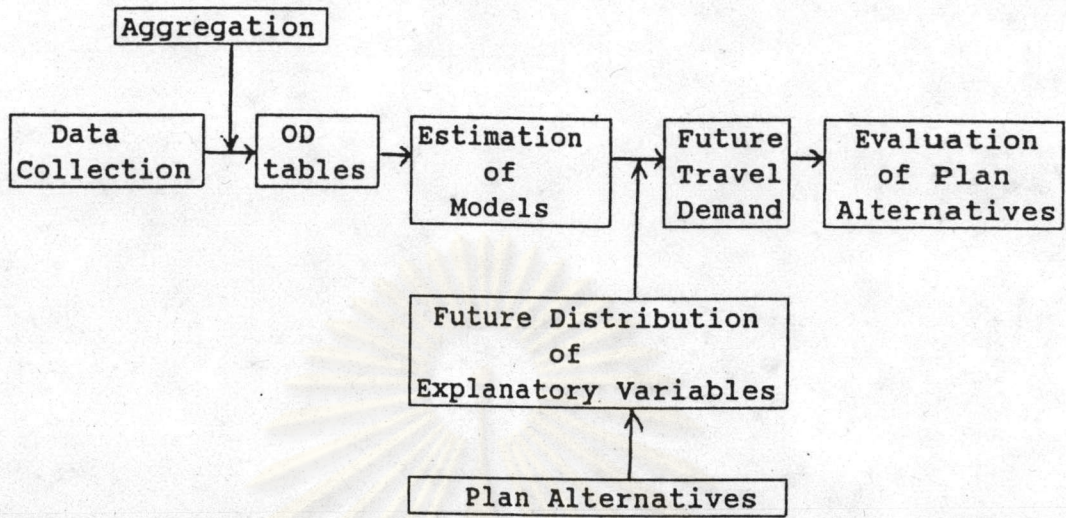 Aggregation
Data
Collection
OD
tables
Estimation
of
Models
Future
Travel
Demand
Evaluation
of Plan
Alternatives
Future Distribution
of
Explanatory Variables
Plan Alternatives